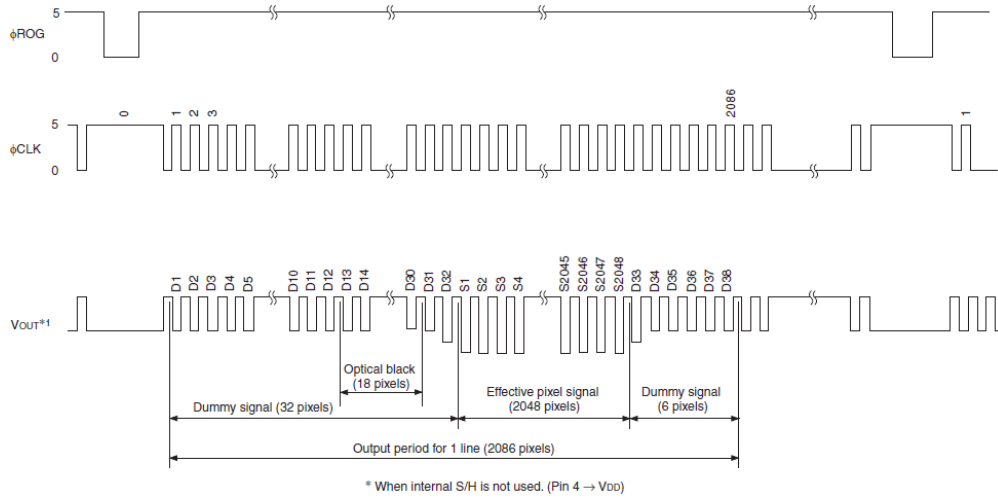 5
ϕROG
0
0
1
2
3
2086
1
5
ϕCLK
0
D1
D2
D3
D4
D5
D10
D11
D12
D13
D14
D30
D31
D32
S1
S2
S3
S4
S2045
S2046
S2047
S2048
D33
D34
D35
D36
D37
D38
VOUT*1
Optical black
(18 pixels)
Effective pixel signal
(2048 pixels)
Dummy signal
(6 pixels)
Dummy signal (32 pixels)
Output period for 1 line (2086 pixels)
* When internal S/H is not used. (Pin 4 → VDD)